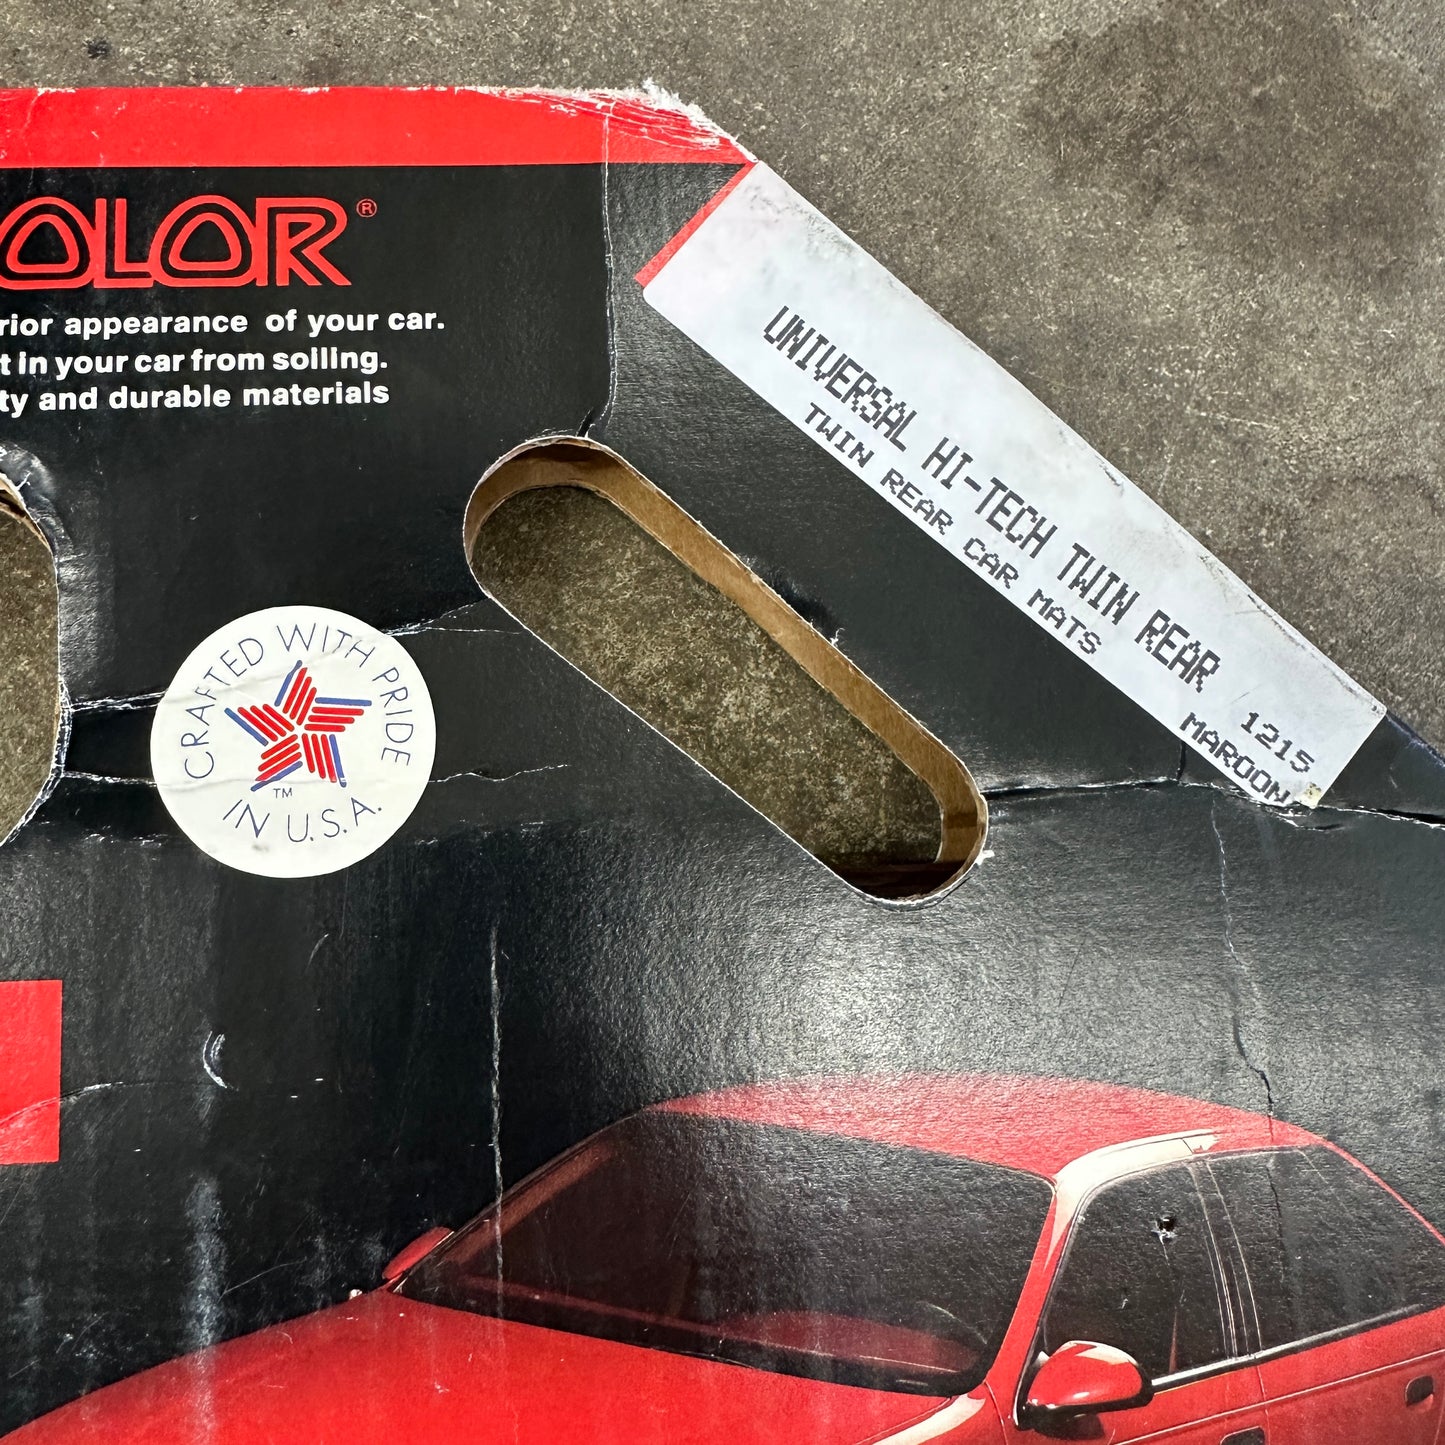 OLOR®
rior appearance of your car.
t in your car from soiling.
ty and durable materials
UNIVERSAL HI-TECH TWIN REAR
TWIN REAR CAR MATS
1215
MAROON
CRAFTED WITH PRIDE
IN U.S.A.
TM